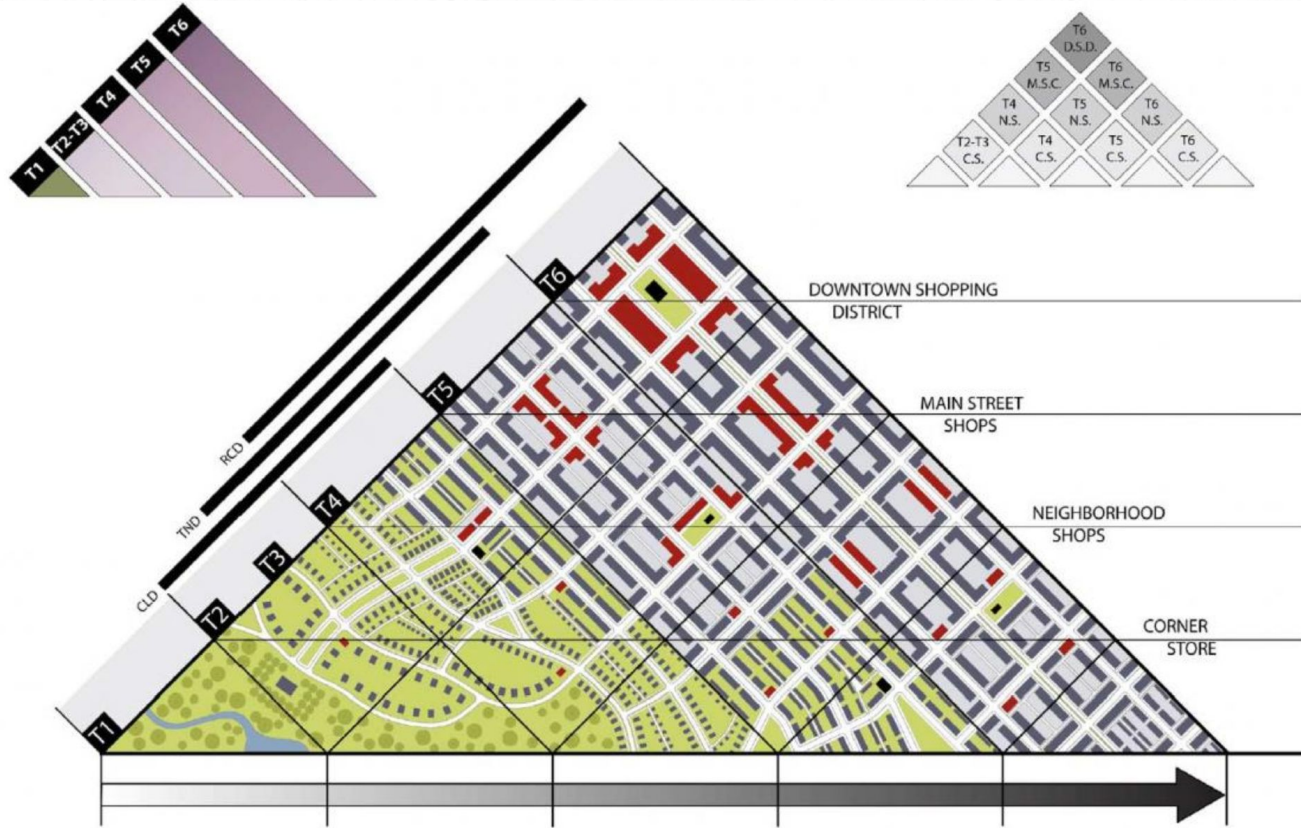 T6
T5
T4
T2-T3
T1
T6
D.S.D.
T5
M.S.C.
T6
M.S.C.
T4
N.S.
T5
N.S.
T6
N.S.
T2-T3
C.S.
T4
C.S.
T5
C.S.
T6
C.S.
T6
T5
T4
T3
T2
T1
RCD
TND
CLD
DOWNTOWN SHOPPING
DISTRICT
MAIN STREET
SHOPS
NEIGHBORHOOD
SHOPS
CORNER
STORE